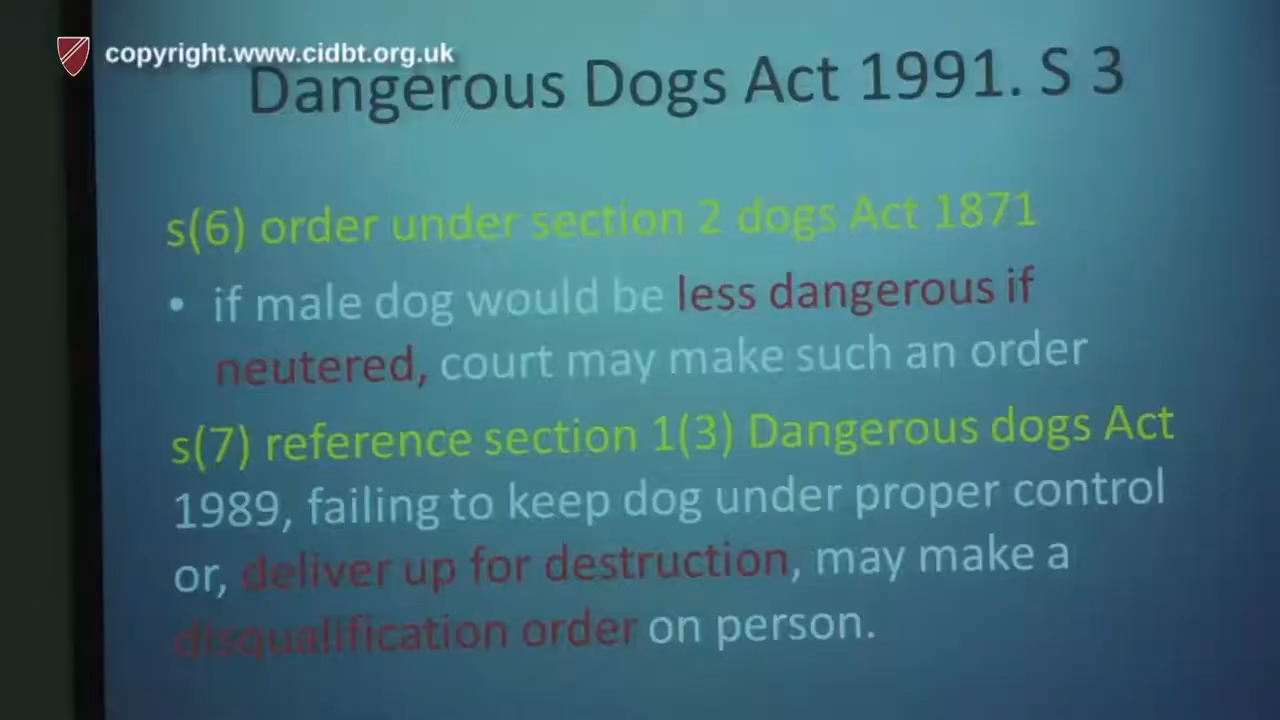 copyright.www.cidbt.org.uk
Dangerous Dogs Act 1991. S 3
s(6) order under section 2 dogs Act 1871
• if male dog would be less dangerous if
neutered, court may make such an order
s(7) reference section 1(3) Dangerous dogs Act
1989, failing to keep dog under proper control
or, deliver up for destruction, may make a
disqualification order on person.